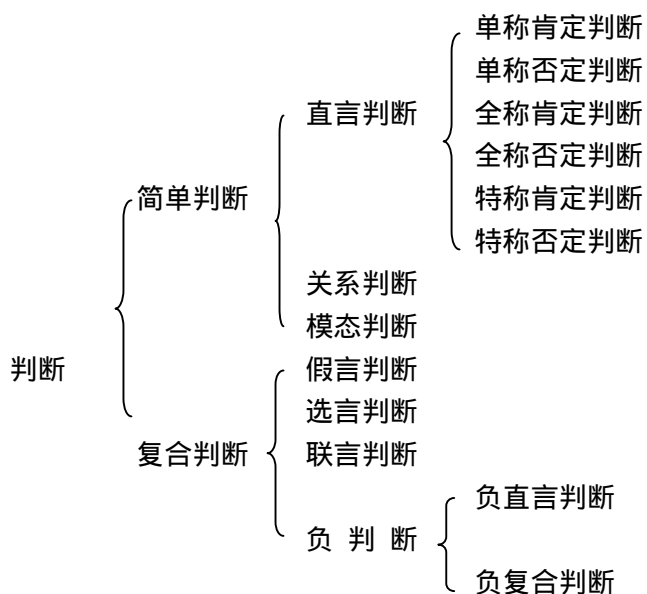 单称肯定判断
单称否定判断
直言判断 全称肯定判断
全称否定判断
简单判断 特称肯定判断
特称否定判断
关系判断
模态判断
判断 假言判断
选言判断
复合判断 联言判断
负直言判断
负 判 断
负复合判断